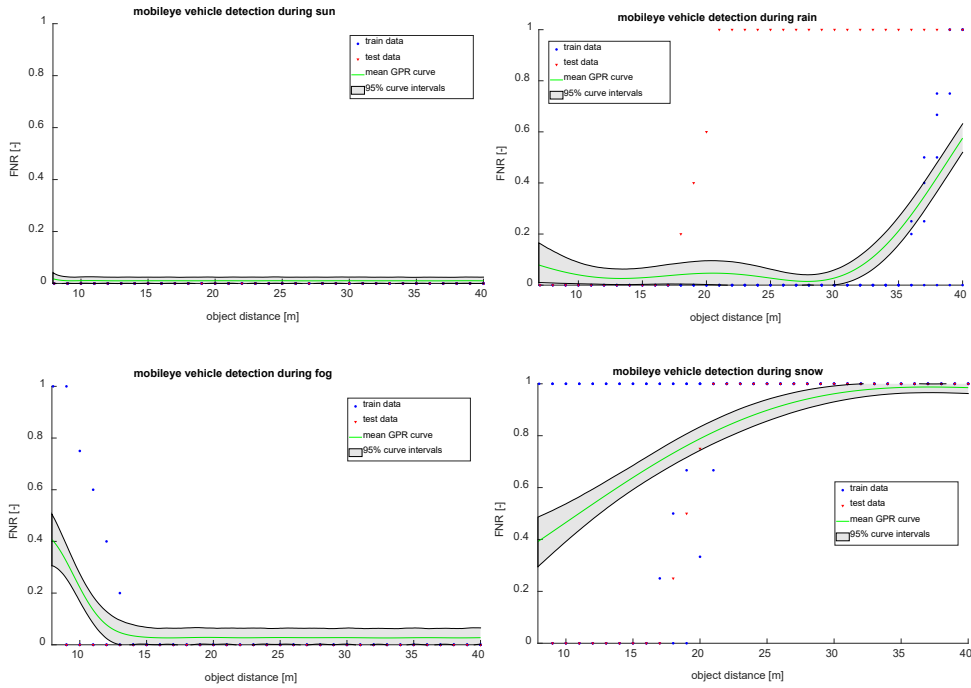 mobileye vehicle detection during sun
1
0.8
0.6
0.4
0.2
0
FNR [-]
train data
test data
mean GPR curve
95% curve intervals
10 15 20 25 30 35 40
object distance [m]
mobileye vehicle detection during rain
1
0.8
0.6
0.4
0.2
0
FNR [-]
train data
test data
mean GPR curve
95% curve intervals
10 15 20 25 30 35 40
object distance [m]
mobileye vehicle detection during fog
1
0.8
0.6
0.4
0.2
0
FNR [-]
train data
test data
mean GPR curve
95% curve intervals
10 15 20 25 30 35 40
object distance [m]
mobileye vehicle detection during snow
1
0.8
0.6
0.4
0.2
0
FNR [-]
train data
test data
mean GPR curve
95% curve intervals
10 15 20 25 30 35 40
object distance [m]